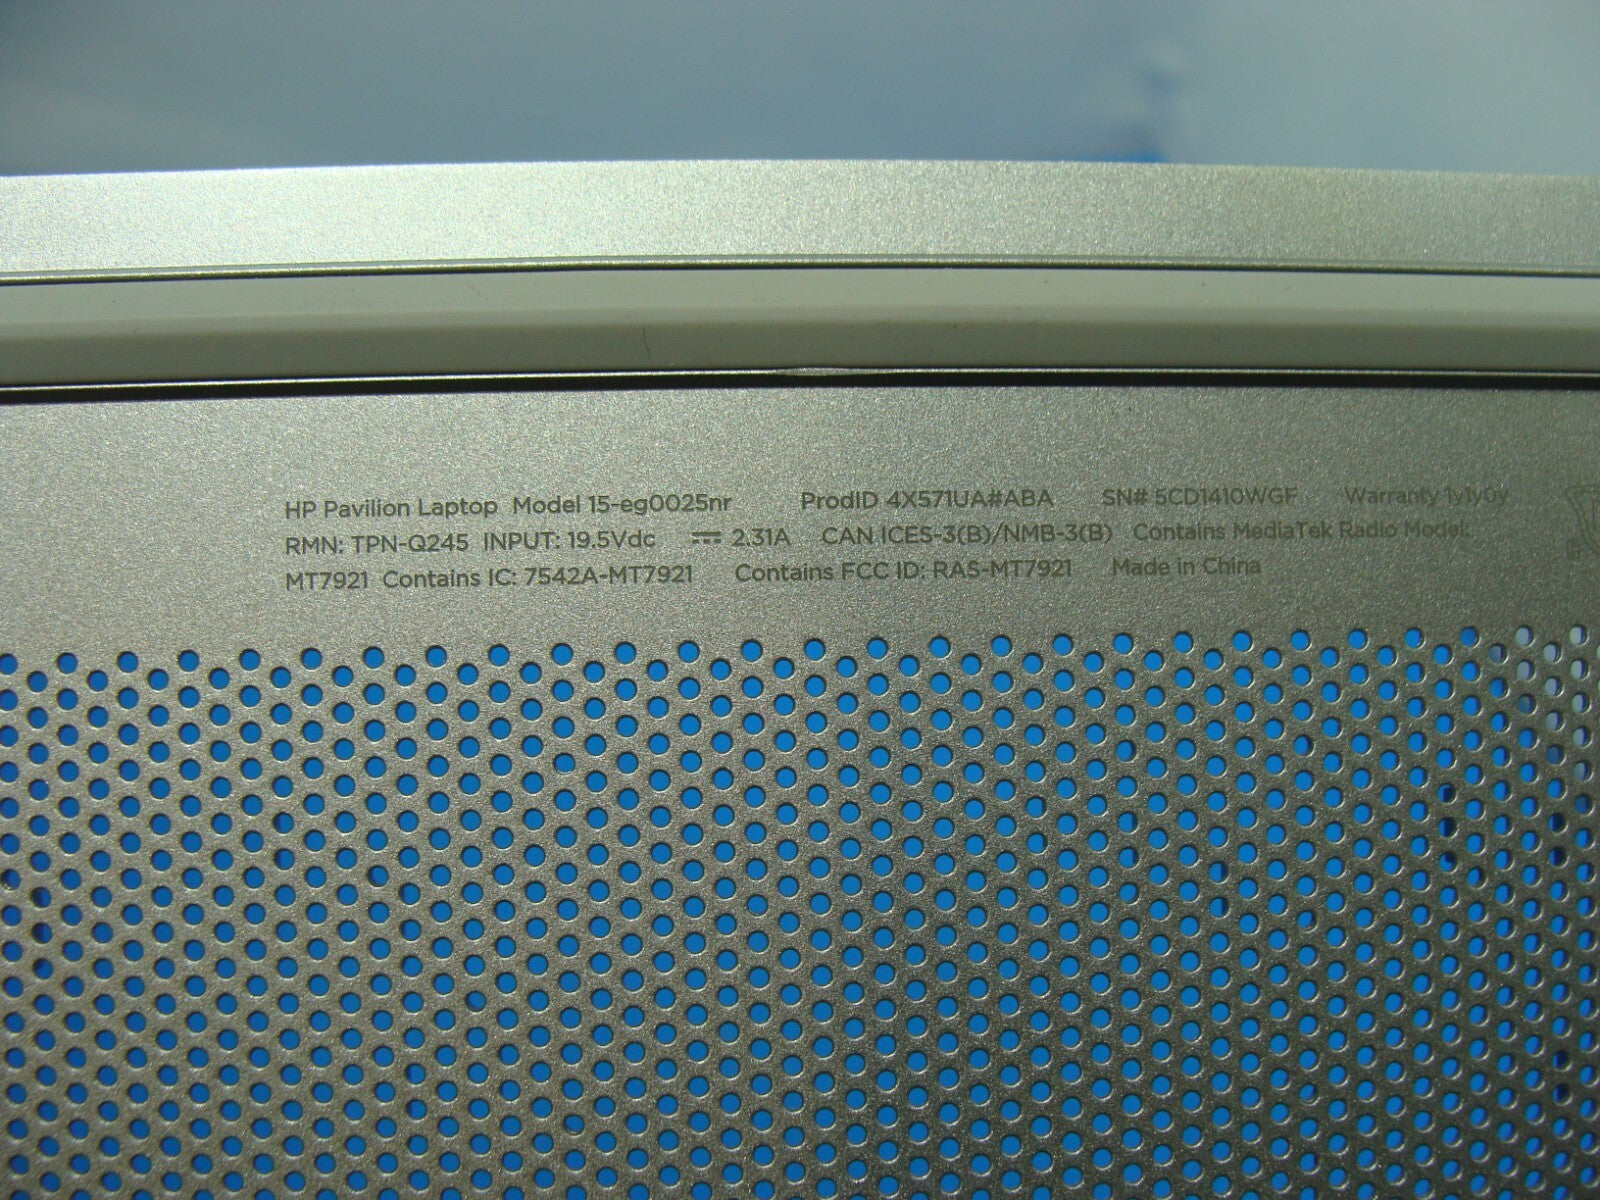 HP Pavilion Laptop Model 15-eg0025nr ProdID 4X571UA#ABA SN# 5CD1410WGF Warranty 1y1y0y
RMN: TPN-Q245 INPUT: 19.5Vdc ⎓ 2.31A CAN ICES-3(B)/NMB-3(B) Contains MediaTek Radio Model:
MT7921 Contains IC: 7542A-MT7921 Contains FCC ID: RAS-MT7921 Made in China